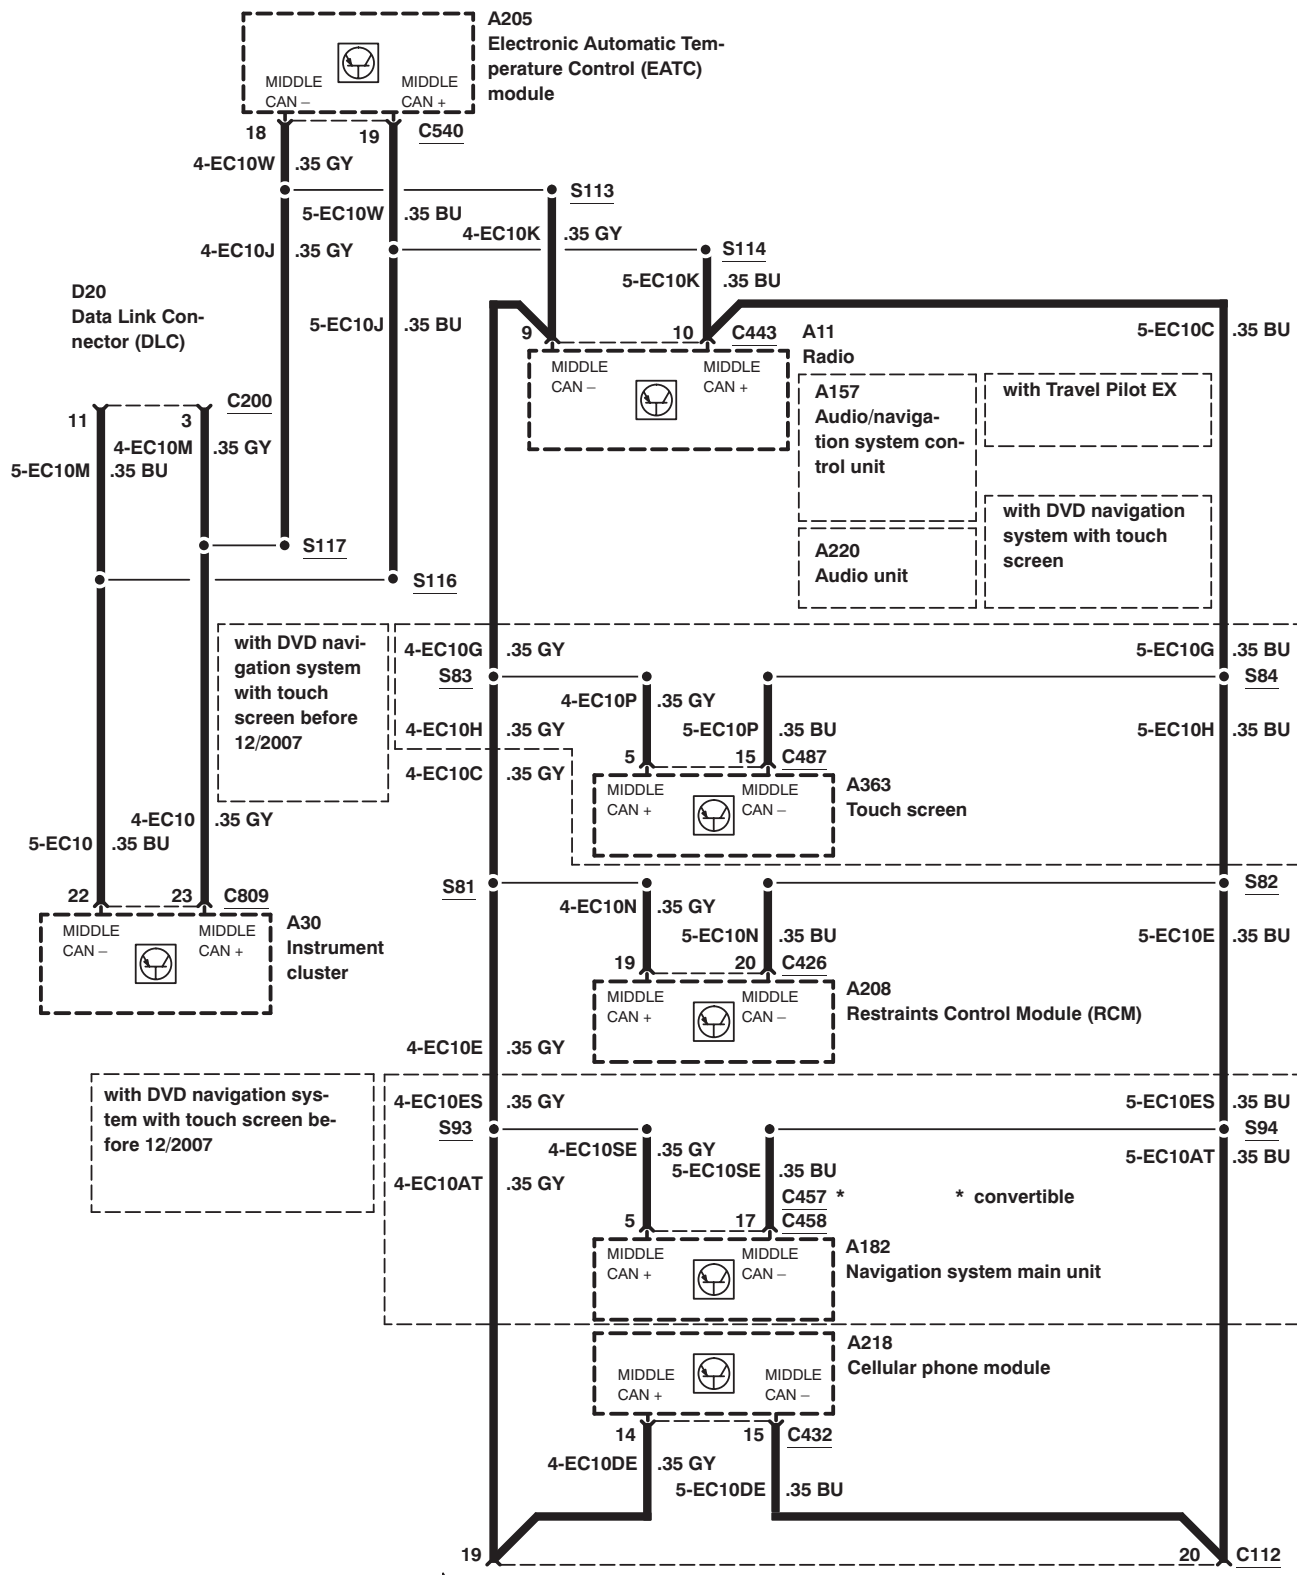 A205
Electronic Automatic Tem-
perature Control (EATC)
module
MIDDLE
CAN –
MIDDLE
CAN +
18
19
C540
4-EC10W
.35 GY
S113
5-EC10W
.35 BU
4-EC10K
.35 GY
4-EC10J
.35 GY
S114
5-EC10K
.35 BU
D20
Data Link Con-
nector (DLC)
5-EC10J
.35 BU
9
10
C443
A11
Radio
5-EC10C
.35 BU
MIDDLE
CAN –
MIDDLE
CAN +
A157
Audio/naviga-
tion system con-
trol unit
with Travel Pilot EX
C200
11
3
4-EC10M
.35 GY
5-EC10M
.35 BU
with DVD navigation
system with touch
screen
A220
Audio unit
S117
S116
with DVD navi-
gation system
with touch
screen before
12/2007
4-EC10G
.35 GY
5-EC10G
.35 BU
S83
S84
4-EC10P
.35 GY
4-EC10H
.35 GY
5-EC10P
.35 BU
5-EC10H
.35 BU
5
15
C487
4-EC10C
.35 GY
MIDDLE
CAN +
MIDDLE
CAN –
A363
Touch screen
4-EC10
.35 GY
5-EC10
.35 BU
S81
S82
22
23
C809
4-EC10N
.35 GY
A30
Instrument
cluster
MIDDLE
CAN –
MIDDLE
CAN +
5-EC10N
.35 BU
5-EC10E
.35 BU
19
20
C426
MIDDLE
CAN +
MIDDLE
CAN –
A208
Restraints Control Module (RCM)
4-EC10E
.35 GY
with DVD navigation sys-
tem with touch screen be-
fore 12/2007
4-EC10ES
.35 GY
5-EC10ES
.35 BU
S93
S94
4-EC10SE
.35 GY
5-EC10AT
.35 BU
5-EC10SE
.35 BU
4-EC10AT
.35 GY
C457 *
* convertible
5
17
C458
MIDDLE
CAN +
MIDDLE
CAN –
A182
Navigation system main unit
A218
Cellular phone module
MIDDLE
CAN +
MIDDLE
CAN –
14
15
C432
4-EC10DE
.35 GY
5-EC10DE
.35 BU
19
20
C112